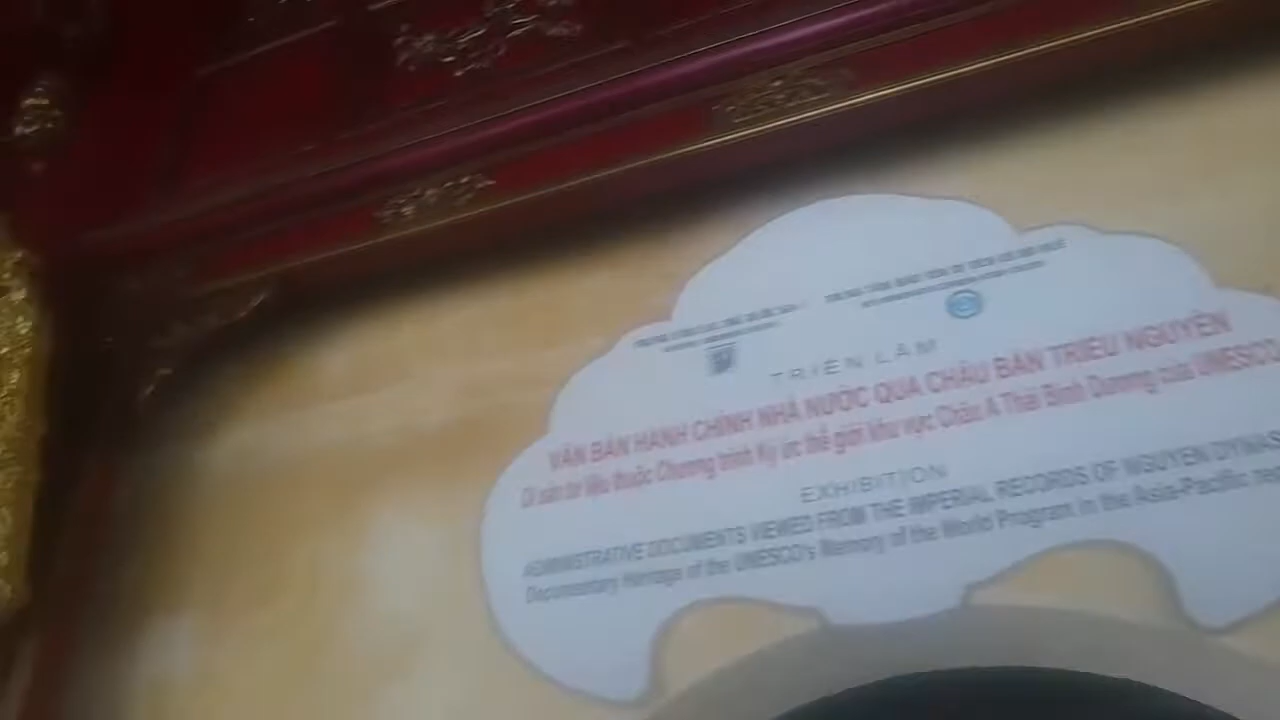 TRIỂN LÃM
VĂN BẢN HÀNH CHÍNH NHÀ NƯỚC QUA CHÂU BẢN TRIỀU NGUYỄN
Di sản tư liệu thuộc Chương trình Ký ức thế giới khu vực Châu Á Thái Bình Dương của UNESCO
EXHIBITION
ADMINISTRATIVE DOCUMENTS VIEWED FROM THE IMPERIAL RECORDS OF NGUYEN
Documentary Heritage of the UNESCO's Memory of the World Program in the Asia-Pacific